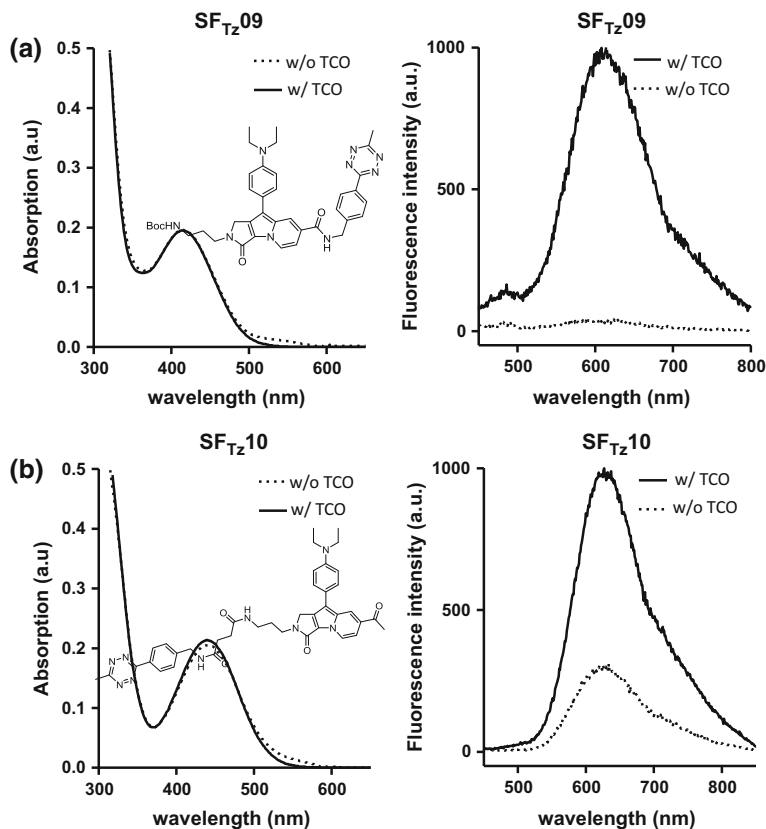 (a)
SFTz09
Absorption (a.u)
0.5
0.4
0.3
0.2
0.1
0.0
300
400
500
600
wavelength (nm)
w/o TCO
w/ TCO
N
BocHN
N
O
N
O
N
H
N
N
N
N
SFTz09
Fluorescence intensity (a.u.)
1000
500
0
500
600
700
800
wavelength (nm)
w/ TCO
w/o TCO
(b)
SFTz10
Absorption (a.u)
0.5
0.4
0.3
0.2
0.1
0.0
300
400
500
600
wavelength (nm)
w/o TCO
w/ TCO
N
O
H
N
N
O
N
O
N
H
O
N
N
N
N
SFTz10
Fluorescence intensity (a.u.)
1000
500
0
500
600
700
800
wavelength (nm)
w/ TCO
w/o TCO